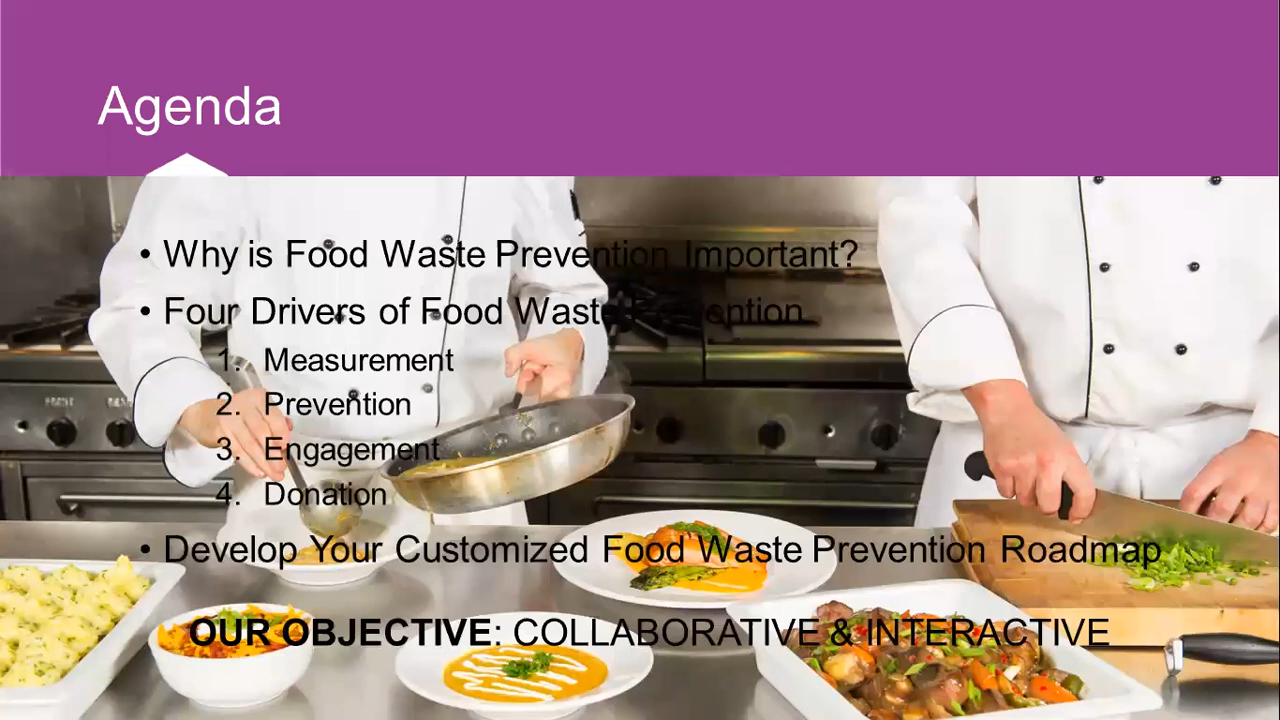 Agenda
• Why is Food Waste Prevention Important?
• Four Drivers of Food Waste Prevention
1. Measurement
2. Prevention
3. Engagement
4. Donation
• Develop Your Customized Food Waste Prevention Roadmap
OUR OBJECTIVE: COLLABORATIVE & INTERACTIVE